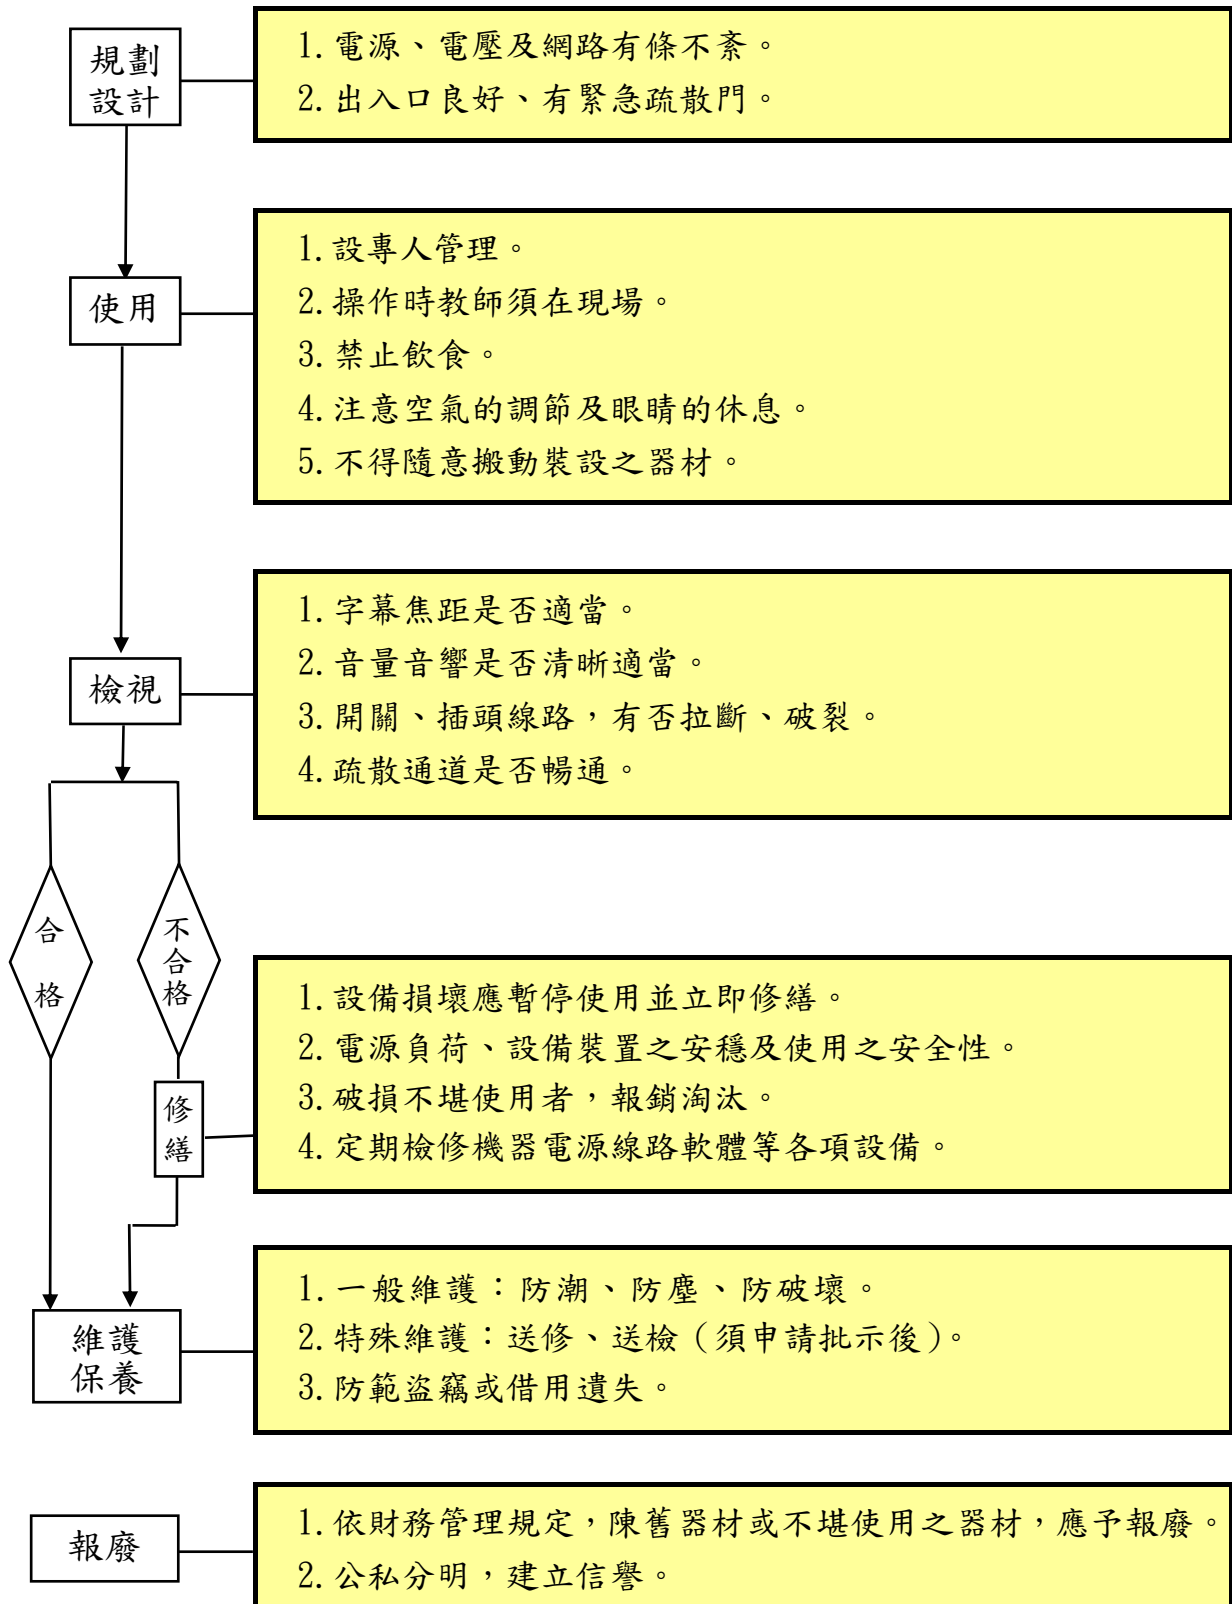 規劃
設計
1.電源、電壓及網路有條不紊。
2.出入口良好、有緊急疏散門。
使用
1.設專人管理。
2.操作時教師須在現場。
3.禁止飲食。
4.注意空氣的調節及眼睛的休息。
5.不得隨意搬動裝設之器材。
檢視
1.字幕焦距是否適當。
2.音量音響是否清晰適當。
3.開關、插頭線路，有否拉斷、破裂。
4.疏散通道是否暢通。
合
格
不
合
格
修
繕
1.設備損壞應暫停使用並立即修繕。
2.電源負荷、設備裝置之安穩及使用之安全性。
3.破損不堪使用者，報銷淘汰。
4.定期檢修機器電源線路軟體等各項設備。
維護
保養
1.一般維護：防潮、防塵、防破壞。
2.特殊維護：送修、送檢（須申請批示後）。
3.防範盜竊或借用遺失。
報廢
1.依財務管理規定，陳舊器材或不堪使用之器材，應予報廢。
2.公私分明，建立信譽。